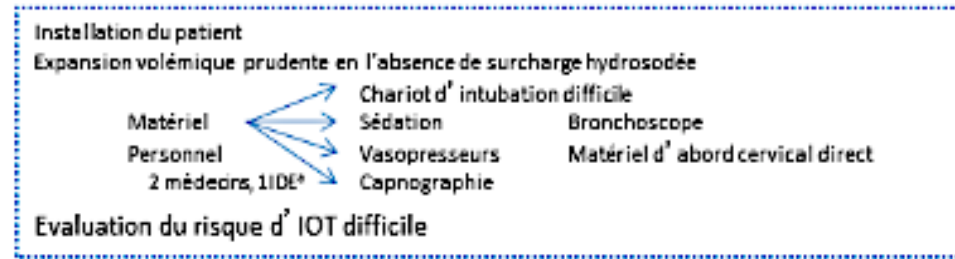 Installation du patient
Expansion volémique prudente en l'absence de surcharge hydrosodée
Chariot d' intubation difficile
Matériel Sédation Bronchoscope
Personnel Vasopresseurs Matériel d' abord cervical direct
2 médecins, 1IDE* Capnographie
Evaluation du risque d' IOT difficile